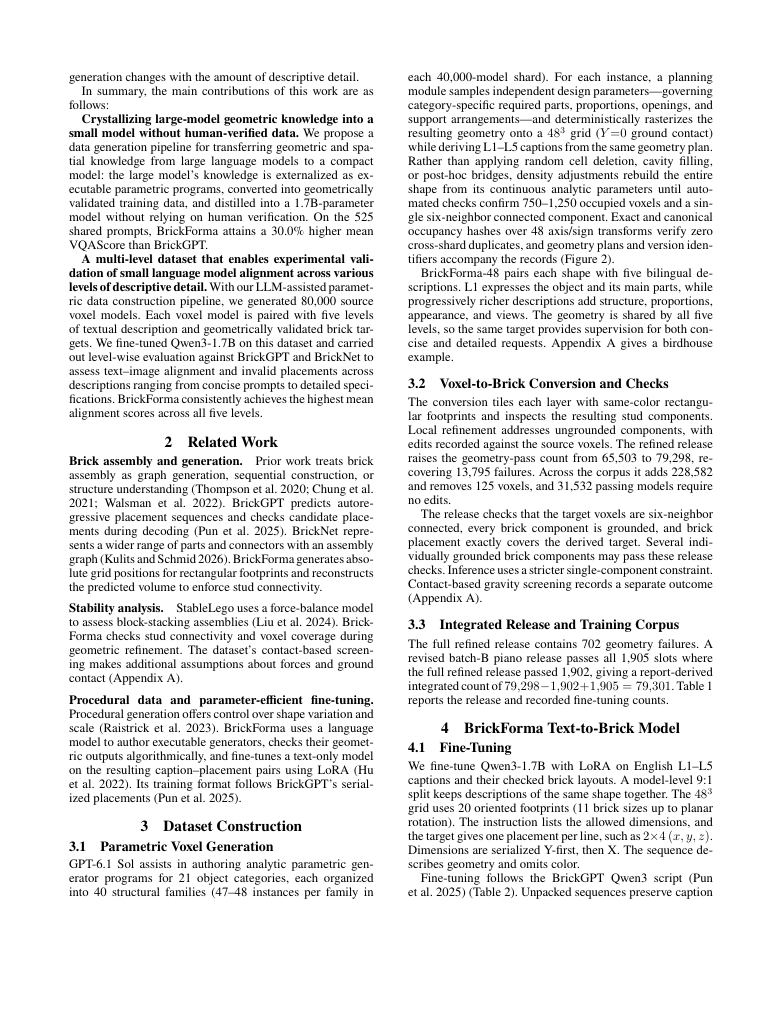 generation changes with the amount of descriptive detail.
In summary, the main contributions of this work are as
follows:
Crystallizing large-model geometric knowledge into a
small model without human-verified data. We propose a
data generation pipeline for transferring geometric and spa-
tial knowledge from large language models to a compact
model: the large model's knowledge is externalized as ex-
ecutable parametric programs, converted into geometrically
validated training data, and distilled into a 1.7B-parameter
model without relying on human verification. On the 525
shared prompts, BrickForma attains a 30.0% higher mean
VQAScore than BrickGPT.
A multi-level dataset that enables experimental vali-
dation of small language model alignment across various
levels of descriptive detail. With our LLM-assisted paramet-
ric data construction pipeline, we generated 80,000 source
voxel models. Each voxel model is paired with five levels
of textual description and geometrically validated brick tar-
gets. We fine-tuned Qwen3-1.7B on this dataset and carried
out level-wise evaluation against BrickGPT and BrickNet to
assess text–image alignment and invalid placements across
descriptions ranging from concise prompts to detailed speci-
fications. BrickForma consistently achieves the highest mean
alignment scores across all five levels.
2 Related Work
Brick assembly and generation. Prior work treats brick
assembly as graph generation, sequential construction, or
structure understanding (Thompson et al. 2020; Chung et al.
2021; Walsman et al. 2022). BrickGPT predicts autore-
gressive placement sequences and checks candidate place-
ments during decoding (Pun et al. 2025). BrickNet repre-
sents a wider range of parts and connectors with an assembly
graph (Kulits and Schmid 2026). BrickForma generates abso-
lute grid positions for rectangular footprints and reconstructs
the predicted volume to enforce stud connectivity.
Stability analysis. StableLego uses a force-balance model
to assess block-stacking assemblies (Liu et al. 2024). Brick-
Forma checks stud connectivity and voxel coverage during
geometric refinement. The dataset's contact-based screen-
ing makes additional assumptions about forces and ground
contact (Appendix A).
Procedural data and parameter-efficient fine-tuning.
Procedural generation offers control over shape variation and
scale (Raistrick et al. 2023). BrickForma uses a language
model to author executable generators, checks their geomet-
ric outputs algorithmically, and fine-tunes a text-only model
on the resulting caption–placement pairs using LoRA (Hu
et al. 2022). Its training format follows BrickGPT's serial-
ized placements (Pun et al. 2025).
3 Dataset Construction
3.1 Parametric Voxel Generation
GPT-6.1 Sol assists in authoring analytic parametric gen-
erator programs for 21 object categories, each organized
into 40 structural families (47–48 instances per family in
each 40,000-model shard). For each instance, a planning
module samples independent design parameters—governing
category-specific required parts, proportions, openings, and
support arrangements—and deterministically rasterizes the
resulting geometry onto a 48³ grid (Y=0 ground contact)
while deriving L1–L5 captions from the same geometry plan.
Rather than applying random cell deletion, cavity filling,
or post-hoc bridges, density adjustments rebuild the entire
shape from its continuous analytic parameters until auto-
mated checks confirm 750–1,250 occupied voxels and a sin-
gle six-neighbor connected component. Exact and canonical
occupancy hashes over 48 axis/sign transforms verify zero
cross-shard duplicates, and geometry plans and version iden-
tifiers accompany the records (Figure 2).
BrickForma-48 pairs each shape with five bilingual de-
scriptions. L1 expresses the object and its main parts, while
progressively richer descriptions add structure, proportions,
appearance, and views. The geometry is shared by all five
levels, so the same target provides supervision for both con-
cise and detailed requests. Appendix A gives a birdhouse
example.
3.2 Voxel-to-Brick Conversion and Checks
The conversion tiles each layer with same-color rectangu-
lar footprints and inspects the resulting stud components.
Local refinement addresses ungrounded components, with
edits recorded against the source voxels. The refined release
raises the geometry-pass count from 65,503 to 79,298, re-
covering 13,795 failures. Across the corpus it adds 228,582
and removes 125 voxels, and 31,532 passing models require
no edits.
The release checks that the target voxels are six-neighbor
connected, every brick component is grounded, and brick
placement exactly covers the derived target. Several indi-
vidually grounded brick components may pass these release
checks. Inference uses a stricter single-component constraint.
Contact-based gravity screening records a separate outcome
(Appendix A).
3.3 Integrated Release and Training Corpus
The full refined release contains 702 geometry failures. A
revised batch-B piano release passes all 1,905 slots where
the full refined release passed 1,902, giving a report-derived
integrated count of 79,298−1,902+1,905 = 79,301. Table 1
reports the release and recorded fine-tuning counts.
4 BrickForma Text-to-Brick Model
4.1 Fine-Tuning
We fine-tune Qwen3-1.7B with LoRA on English L1–L5
captions and their checked brick layouts. A model-level 9:1
split keeps descriptions of the same shape together. The 48³
grid uses 20 oriented footprints (11 brick sizes up to planar
rotation). The instruction lists the allowed dimensions, and
the target gives one placement per line, such as 2×4 (x, y, z).
Dimensions are serialized Y-first, then X. The sequence de-
scribes geometry and omits color.
Fine-tuning follows the BrickGPT Qwen3 script (Pun
et al. 2025) (Table 2). Unpacked sequences preserve caption